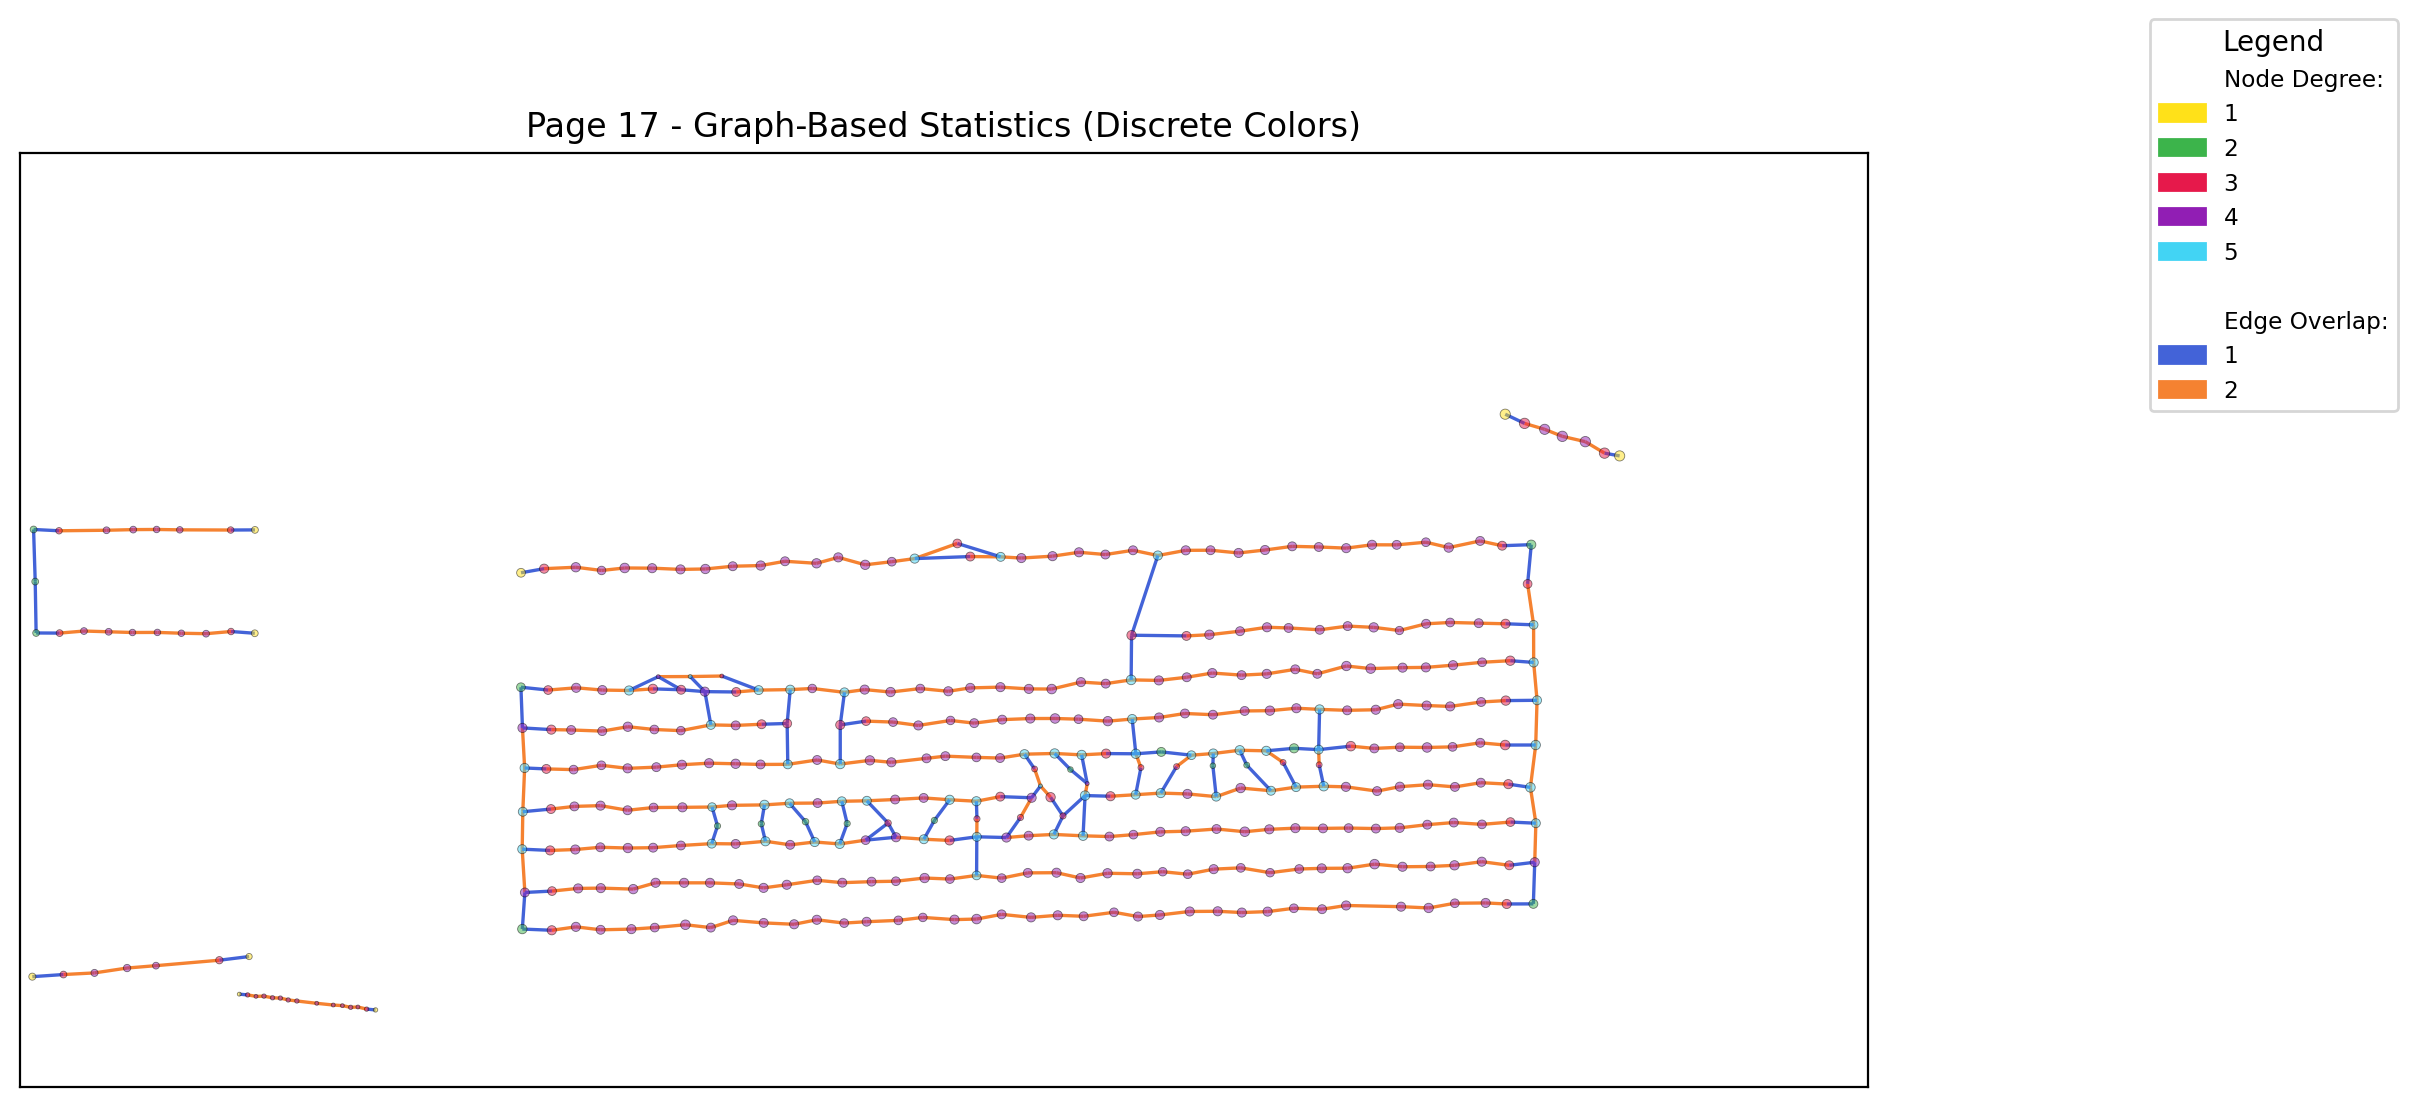 Page 17 - Graph-Based Statistics (Discrete Colors)
Legend
Node Degree:
1
2
3
4
5
Edge Overlap:
1
2